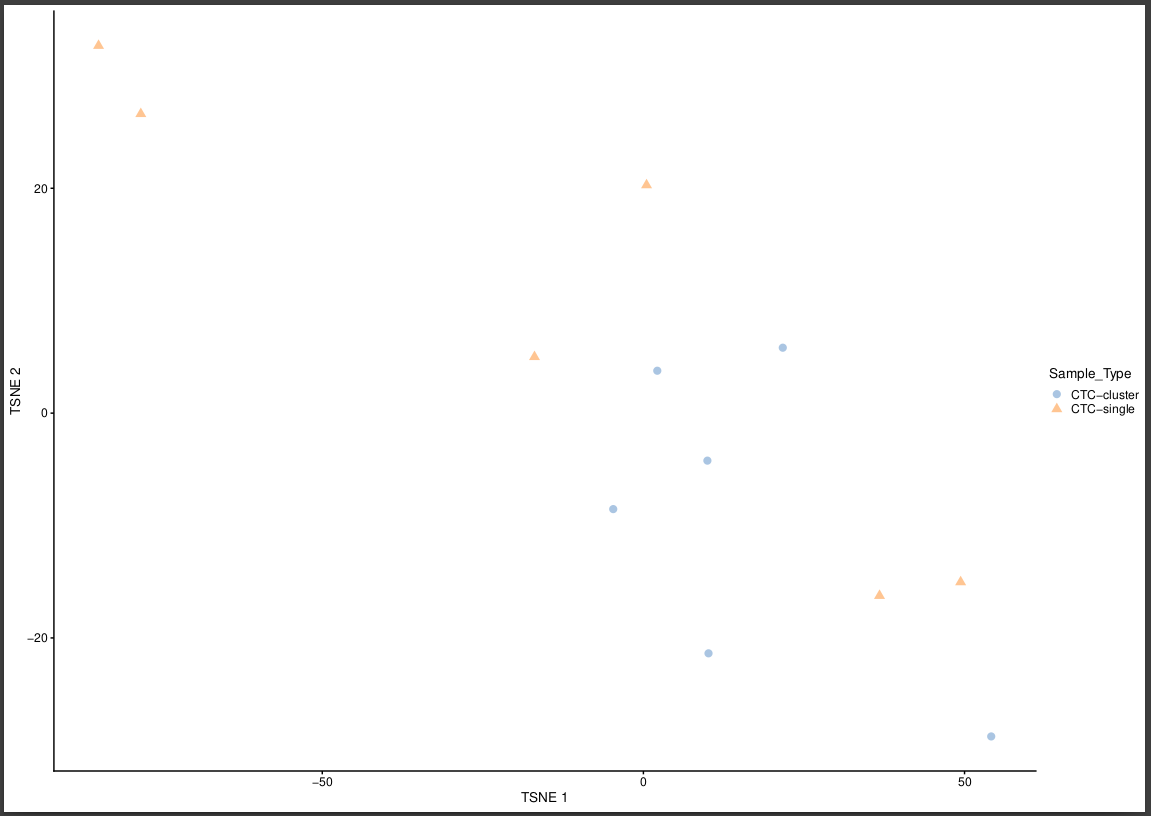 20
0
−20
TSNE 2
−50
0
50
TSNE 1
Sample_Type
CTC−cluster
CTC−single